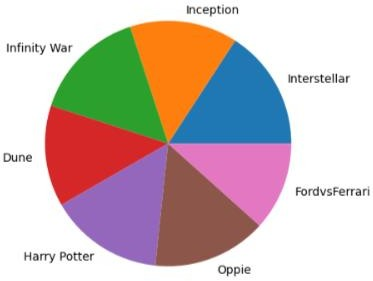 Inception
Infinity War
Interstellar
Dune
FordvsFerrari
Harry Potter
Oppie